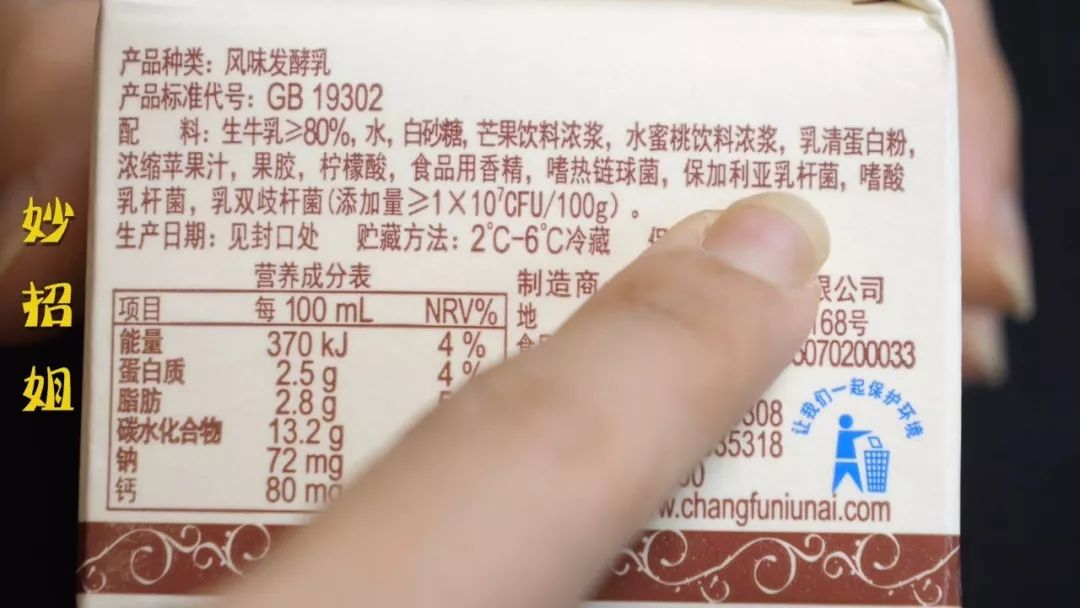 产品种类：风味发酵乳
产品标准代号：GB 19302
配 料：生牛乳≥80%，水，白砂糖，芒果饮料浓浆，水蜜桃饮料浓浆，乳清蛋白粉，
浓缩苹果汁，果胶，柠檬酸，食品用香精，嗜热链球菌，保加利亚乳杆菌，嗜酸
乳杆菌，乳双歧杆菌(添加量≥1×10⁷CFU/100g)。
生产日期：见封口处 贮藏方法：2℃-6℃冷藏
营养成分表
项目 每 100 mL NRV%
能量 370 kJ 4 %
蛋白质 2.5 g 4 %
脂肪 2.8 g
碳水化合物 13.2 g
钠 72 mg
钙 80 mg
制造商
限公司
地
168号
6070200033
308
35318
w.changfuniunai.com
让我们一起保护环境
妙招姐